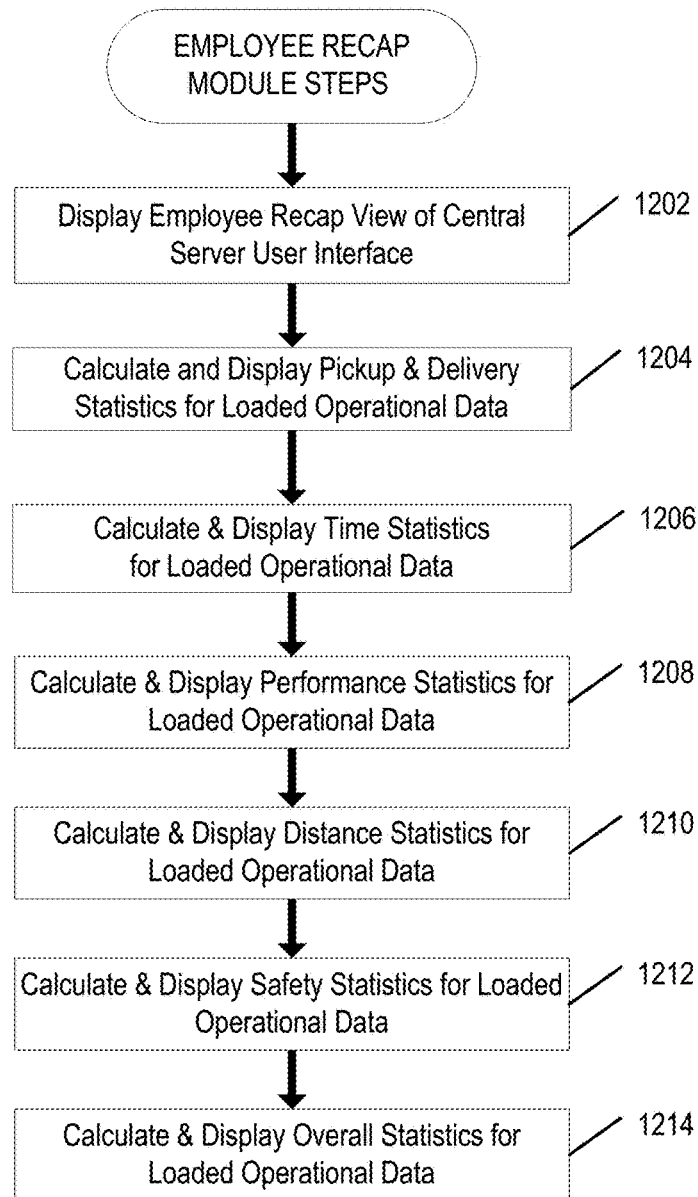 EMPLOYEE RECAP
MODULE STEPS
Display Employee Recap View of Central
Server User Interface
1202
Calculate and Display Pickup & Delivery
Statistics for Loaded Operational Data
1204
Calculate & Display Time Statistics
for Loaded Operational Data
1206
Calculate & Display Performance Statistics for
Loaded Operational Data
1208
Calculate & Display Distance Statistics for
Loaded Operational Data
1210
Calculate & Display Safety Statistics for Loaded
Operational Data
1212
Calculate & Display Overall Statistics for
Loaded Operational Data
1214